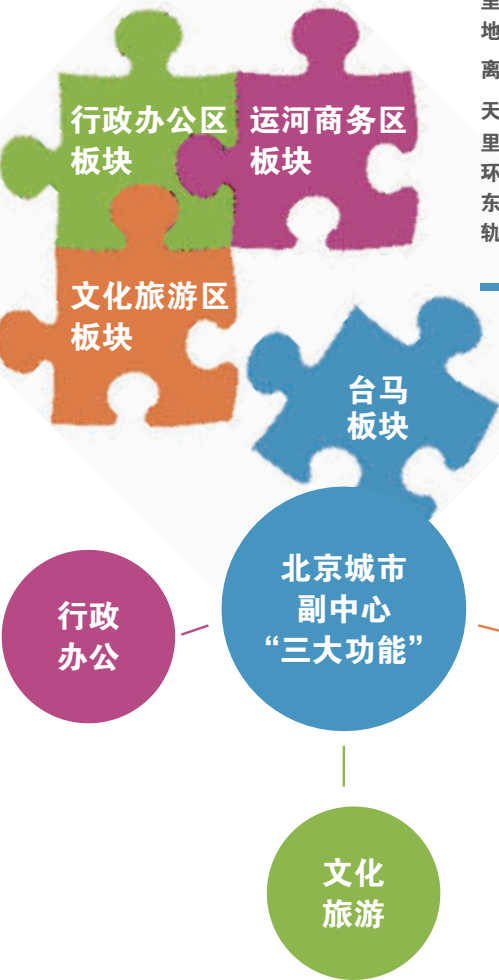 里
地
离
天
里
环
东
轨
行政办公区
板块
运河商务区
板块
文化旅游区
板块
台马
板块
北京城市
副中心
“三大功能”
行政
办公
文化
旅游